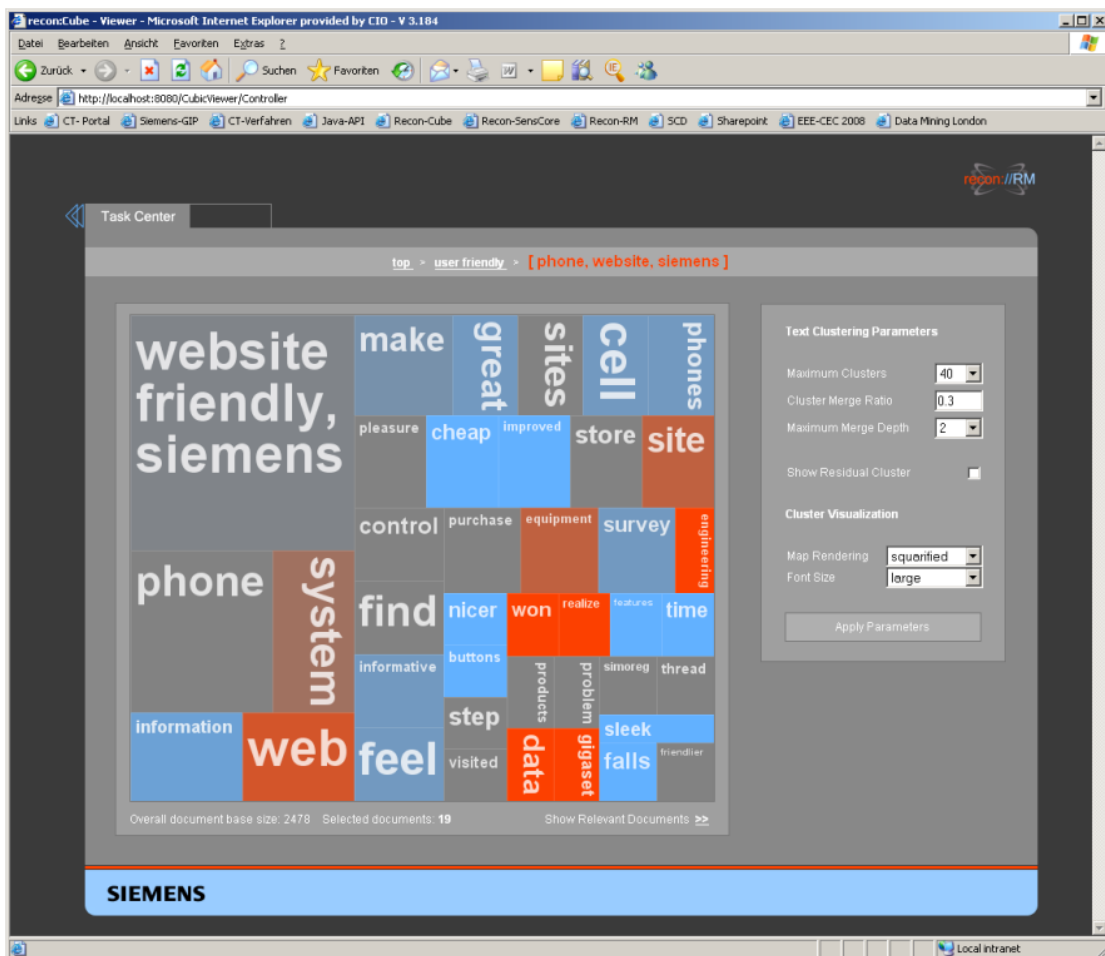 recon:Cube - Viewer - Microsoft Internet Explorer provided by CIO - V 3.184
Datei Bearbeiten Ansicht Favoriten Extras ?
Zurück Suchen Favoriten
Adresse http://localhost:8080/CubicViewer/Controller
Links CT- Portal Siemens-GIP CT-Verfahren Java-API Recon-Cube Recon-SensCore Recon-RM SCD Sharepoint EEE-CEC 2008 Data Mining London
recon://RM
Task Center
top > user friendly > [ phone, website, siemens ]
website
friendly,
siemens
make
great
sites
cell
phones
pleasure
cheap
improved
store
site
control
purchase
equipment
survey
engineering
phone
system
find
nicer
won
realize
features
time
informative
buttons
products
problem
simoreg
thread
information
web
feel
step
visited
data
gigaset
sleek
falls
friendlier
Overall document base size: 2478 Selected documents: 19
Show Relevant Documents >>
Text Clustering Parameters
Maximum Clusters 40
Cluster Merge Ratio 0.3
Maximum Merge Depth 2
Show Residual Cluster
Cluster Visualization
Map Rendering squarified
Font Size large
Apply Parameters
SIEMENS
Local intranet